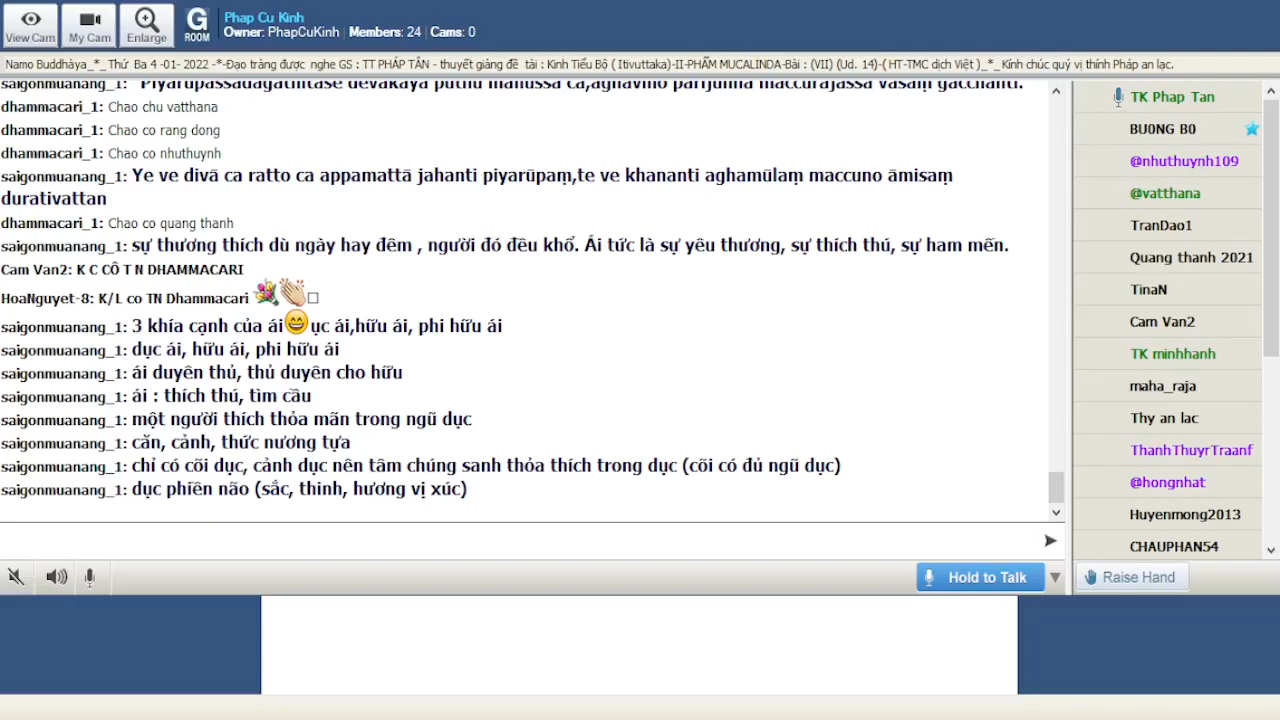 Phap Cu Kinh
Owner: PhapCuKinh | Members: 24 | Cams: 0
View Cam
My Cam
Enlarge
G
ROOM
Namo Buddhàya_*_Thứ Ba 4 -01- 2022 -*-Đạo tràng được nghe GS : TT PHÁP TÂN - thuyết giảng đề tài : Kinh Tiểu Bộ ( Itivuttaka)-II-PHẨM MUCALINDA-Bài : (VII) (Ud. 14)-( HT-TMC dịch Việt )_*_Kính chúc quý vị thính Pháp an lạc.
saigonmuanang_1: Piyarūpassādagathitāse devakāyā puthū manussā ca,aghāvino parijunnā maccurājassa vasaṃ gacchanti.
dhammacari_1: Chao chu vatthana
dhammacari_1: Chao co rang dong
dhammacari_1: Chao co nhuthuynh
saigonmuanang_1: Ye ve divā ca ratto ca appamattā jahanti piyarūpaṃ,te ve khananti aghamūlaṃ maccuno āmisaṃ
durativattan
dhammacari_1: Chao co quang thanh
saigonmuanang_1: sự thương thích dù ngày hay đêm , người đó đều khổ. Ái tức là sự yêu thương, sự thích thú, sự ham mến.
Cam Van2: K C CÔ T N DHAMMACARI
HoaNguyet-8: K/L co TN Dhammacari 💐👏□
saigonmuanang_1: 3 khía cạnh của ái😄ục ái,hữu ái, phi hữu ái
saigonmuanang_1: dục ái, hữu ái, phi hữu ái
saigonmuanang_1: ái duyên thủ, thủ duyên cho hữu
saigonmuanang_1: ái : thích thú, tìm cầu
saigonmuanang_1: một người thích thỏa mãn trong ngũ dục
saigonmuanang_1: căn, cảnh, thức nương tựa
saigonmuanang_1: chỉ có cõi dục, cảnh dục nên tâm chúng sanh thỏa thích trong dục (cõi có đủ ngũ dục)
saigonmuanang_1: dục phiền não (sắc, thinh, hương vị xúc)
TK Phap Tan
BU0NG B0
@nhuthuynh109
@vatthana
TranDao1
Quang thanh 2021
TinaN
Cam Van2
TK minhhanh
maha_raja
Thy an lac
ThanhThuyrTraanf
@hongnhat
Huyenmong2013
CHAUPHAN54
Hold to Talk
Raise Hand